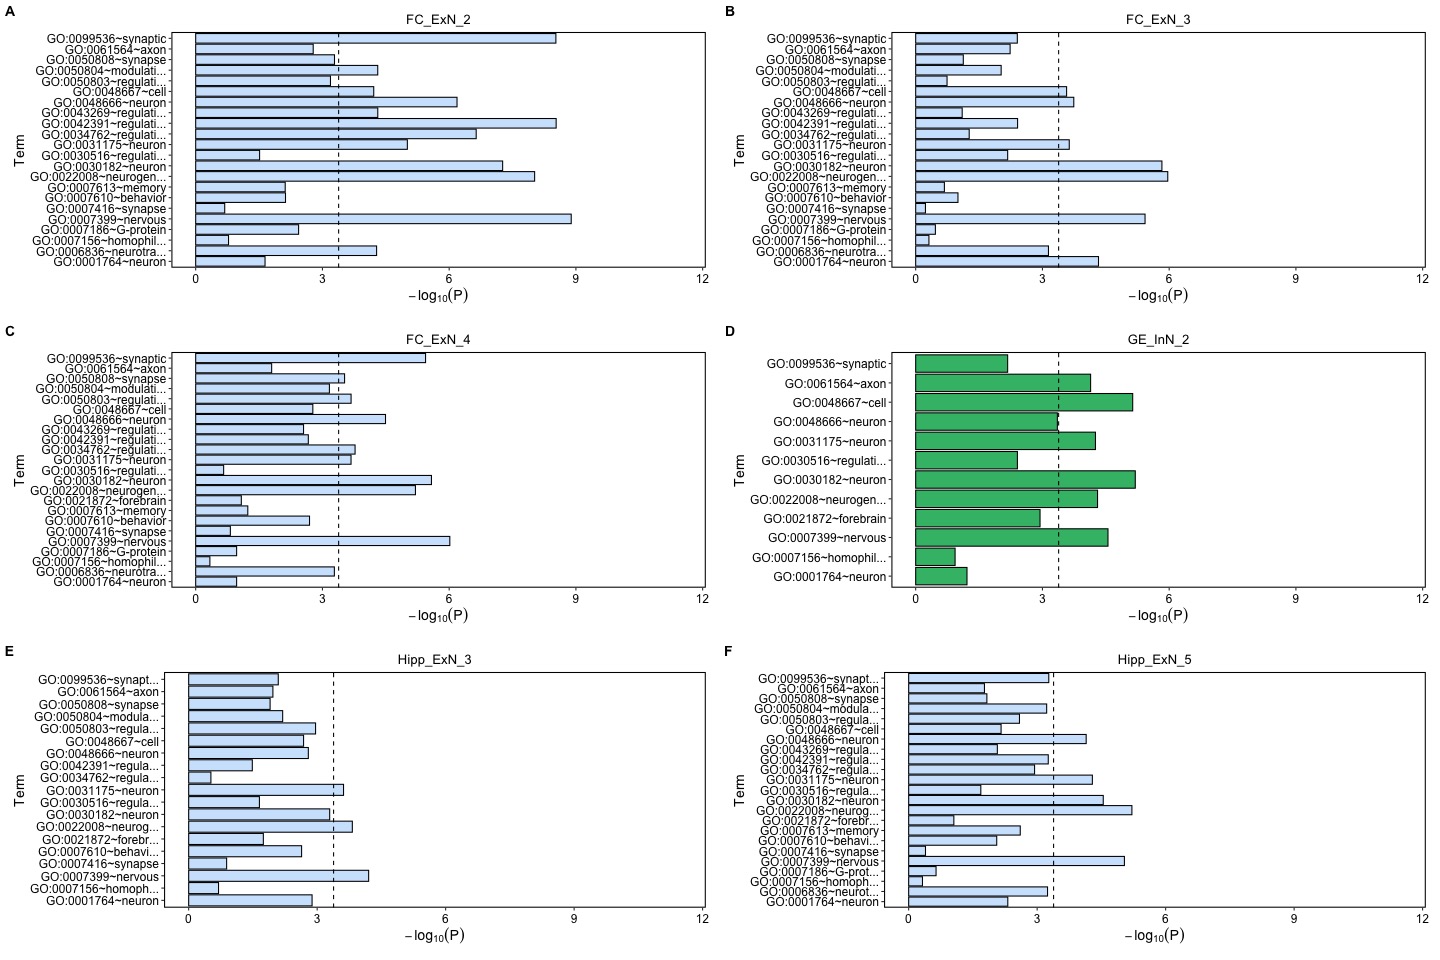 A
FC_ExN_2
Term
GO:0099536~synaptic
GO:0061564~axon
GO:0050808~synapse
GO:0050804~modulati...
GO:0050803~regulati...
GO:0048667~cell
GO:0048666~neuron
GO:0043269~regulati...
GO:0042391~regulati...
GO:0034762~regulati...
GO:0031175~neuron
GO:0030516~regulati...
GO:0030182~neuron
GO:0022008~neurogen...
GO:0007613~memory
GO:0007610~behavior
GO:0007416~synapse
GO:0007399~nervous
GO:0007186~G-protein
GO:0007156~homophil...
GO:0006836~neurotra...
GO:0001764~neuron
0 3 6 9 12
−log10(P)
B
FC_ExN_3
Term
GO:0099536~synaptic
GO:0061564~axon
GO:0050808~synapse
GO:0050804~modulati...
GO:0050803~regulati...
GO:0048667~cell
GO:0048666~neuron
GO:0043269~regulati...
GO:0042391~regulati...
GO:0034762~regulati...
GO:0031175~neuron
GO:0030516~regulati...
GO:0030182~neuron
GO:0022008~neurogen...
GO:0007613~memory
GO:0007610~behavior
GO:0007416~synapse
GO:0007399~nervous
GO:0007186~G-protein
GO:0007156~homophil...
GO:0006836~neurotra...
GO:0001764~neuron
0 3 6 9 12
−log10(P)
C
FC_ExN_4
Term
GO:0099536~synaptic
GO:0061564~axon
GO:0050808~synapse
GO:0050804~modulati...
GO:0050803~regulati...
GO:0048667~cell
GO:0048666~neuron
GO:0043269~regulati...
GO:0042391~regulati...
GO:0034762~regulati...
GO:0031175~neuron
GO:0030516~regulati...
GO:0030182~neuron
GO:0022008~neurogen...
GO:0021872~forebrain
GO:0007613~memory
GO:0007610~behavior
GO:0007416~synapse
GO:0007399~nervous
GO:0007186~G-protein
GO:0007156~homophil...
GO:0006836~neurotra...
GO:0001764~neuron
0 3 6 9 12
−log10(P)
D
GE_InN_2
Term
GO:0099536~synaptic
GO:0061564~axon
GO:0048667~cell
GO:0048666~neuron
GO:0031175~neuron
GO:0030516~regulati...
GO:0030182~neuron
GO:0022008~neurogen...
GO:0021872~forebrain
GO:0007399~nervous
GO:0007156~homophil...
GO:0001764~neuron
0 3 6 9 12
−log10(P)
E
Hipp_ExN_3
Term
GO:0099536~synapt...
GO:0061564~axon
GO:0050808~synapse
GO:0050804~modula...
GO:0050803~regula...
GO:0048667~cell
GO:0048666~neuron
GO:0042391~regula...
GO:0034762~regula...
GO:0031175~neuron
GO:0030516~regula...
GO:0030182~neuron
GO:0022008~neurog...
GO:0021872~forebr...
GO:0007610~behavi...
GO:0007416~synapse
GO:0007399~nervous
GO:0007156~homoph...
GO:0001764~neuron
0 3 6 9 12
−log10(P)
F
Hipp_ExN_5
Term
GO:0099536~synapt...
GO:0061564~axon
GO:0050808~synapse
GO:0050804~modula...
GO:0050803~regula...
GO:0048667~cell
GO:0048666~neuron
GO:0043269~regula...
GO:0042391~regula...
GO:0034762~regula...
GO:0031175~neuron
GO:0030516~regula...
GO:0030182~neuron
GO:0022008~neurog...
GO:0021872~forebr...
GO:0007613~memory
GO:0007610~behavi...
GO:0007416~synapse
GO:0007399~nervous
GO:0007186~G-prot...
GO:0007156~homoph...
GO:0006836~neurot...
GO:0001764~neuron
0 3 6 9 12
−log10(P)